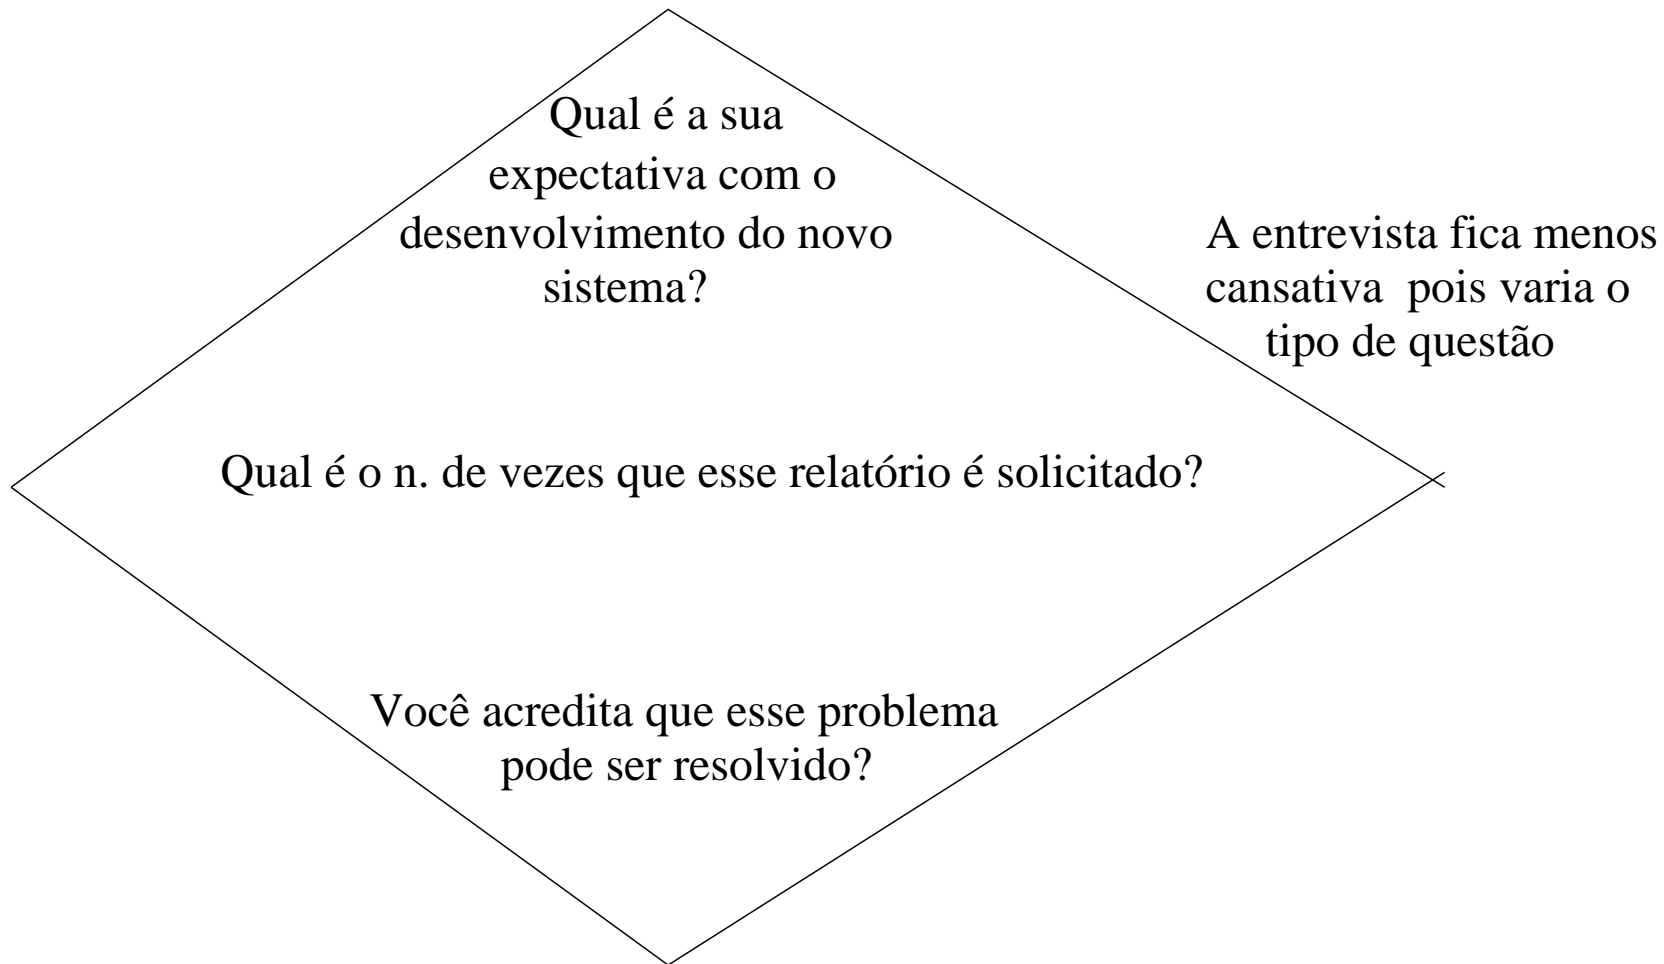 Qual é a sua
expectativa com o
desenvolvimento do novo
sistema?
A entrevista fica menos
cansativa pois varia o
tipo de questão
Qual é o n. de vezes que esse relatório é solicitado?
Você acredita que esse problema
pode ser resolvido?